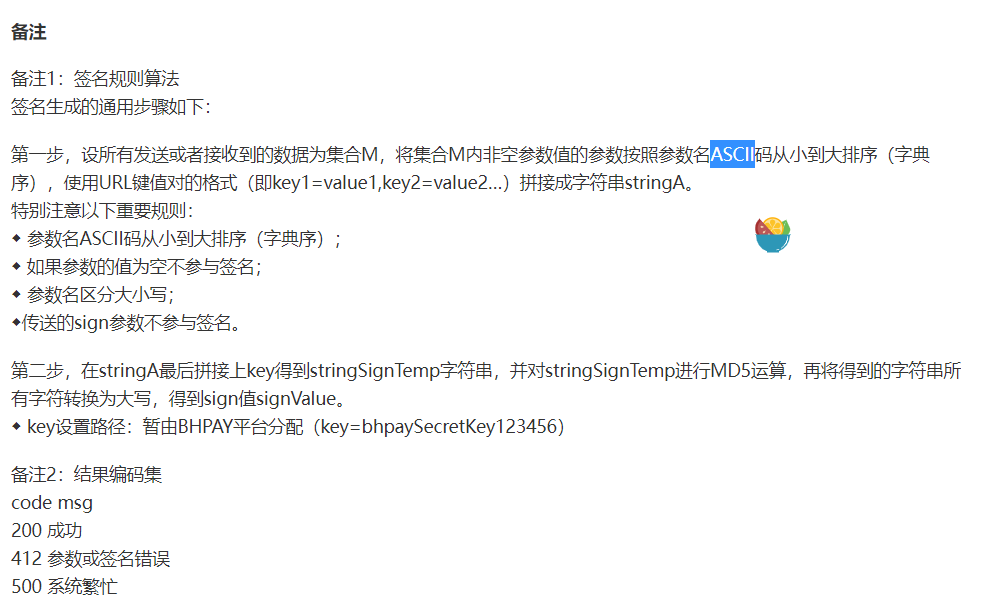 备注
备注1：签名规则算法
签名生成的通用步骤如下：
第一步，设所有发送或者接收到的数据为集合M，将集合M内非空参数值的参数按照参数名ASCII码从小到大排序（字典
序），使用URL键值对的格式（即key1=value1,key2=value2...）拼接成字符串stringA。
特别注意以下重要规则：
◆ 参数名ASCII码从小到大排序（字典序）；
◆ 如果参数的值为空不参与签名；
◆ 参数名区分大小写；
◆传送的sign参数不参与签名。
第二步，在stringA最后拼接上key得到stringSignTemp字符串，并对stringSignTemp进行MD5运算，再将得到的字符串所
有字符转换为大写，得到sign值signValue。
◆ key设置路径：暂由BHPAY平台分配（key=bhpaySecretKey123456）
备注2：结果编码集
code msg
200 成功
412 参数或签名错误
500 系统繁忙